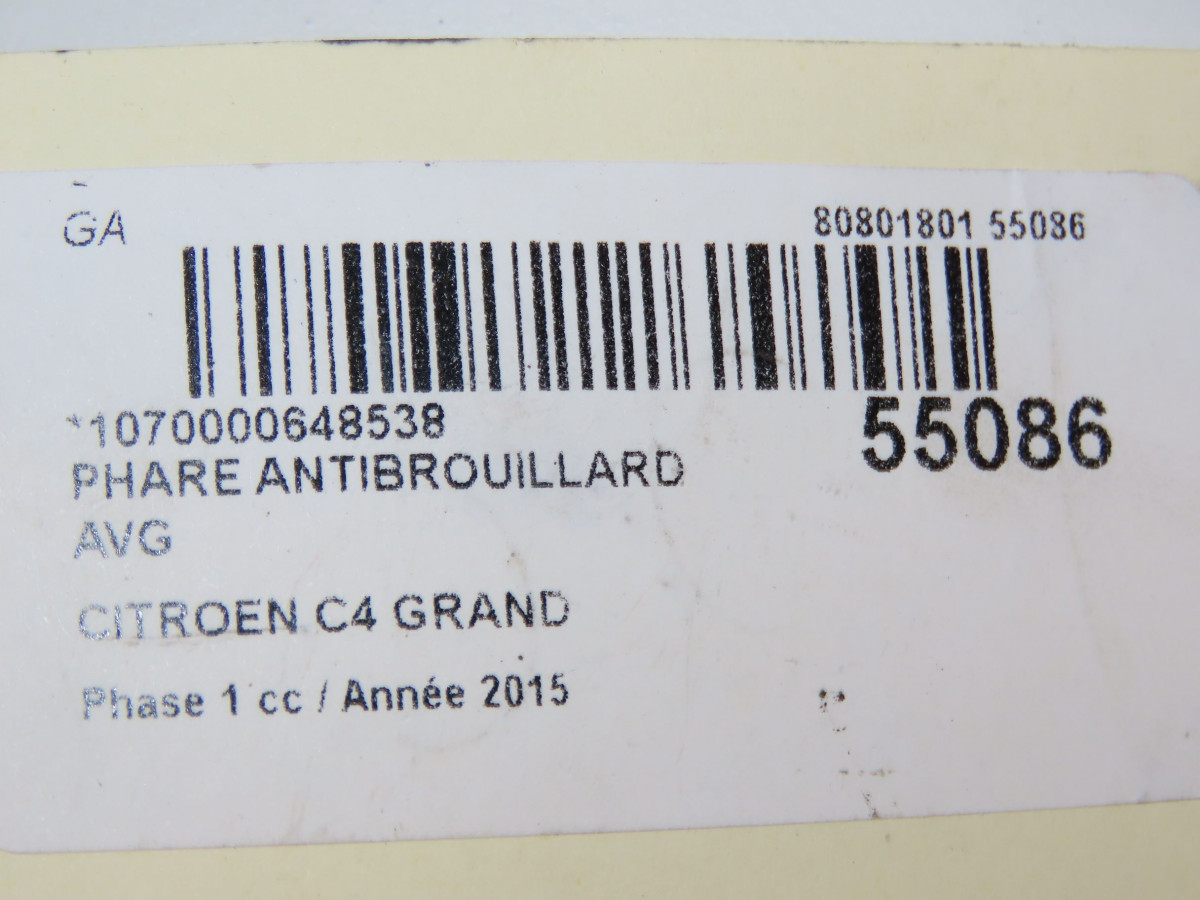 GA
80801801 55086
*1070000648538
55086
PHARE ANTIBROUILLARD
AVG
CITROEN C4 GRAND
Phase 1 cc / Année 2015